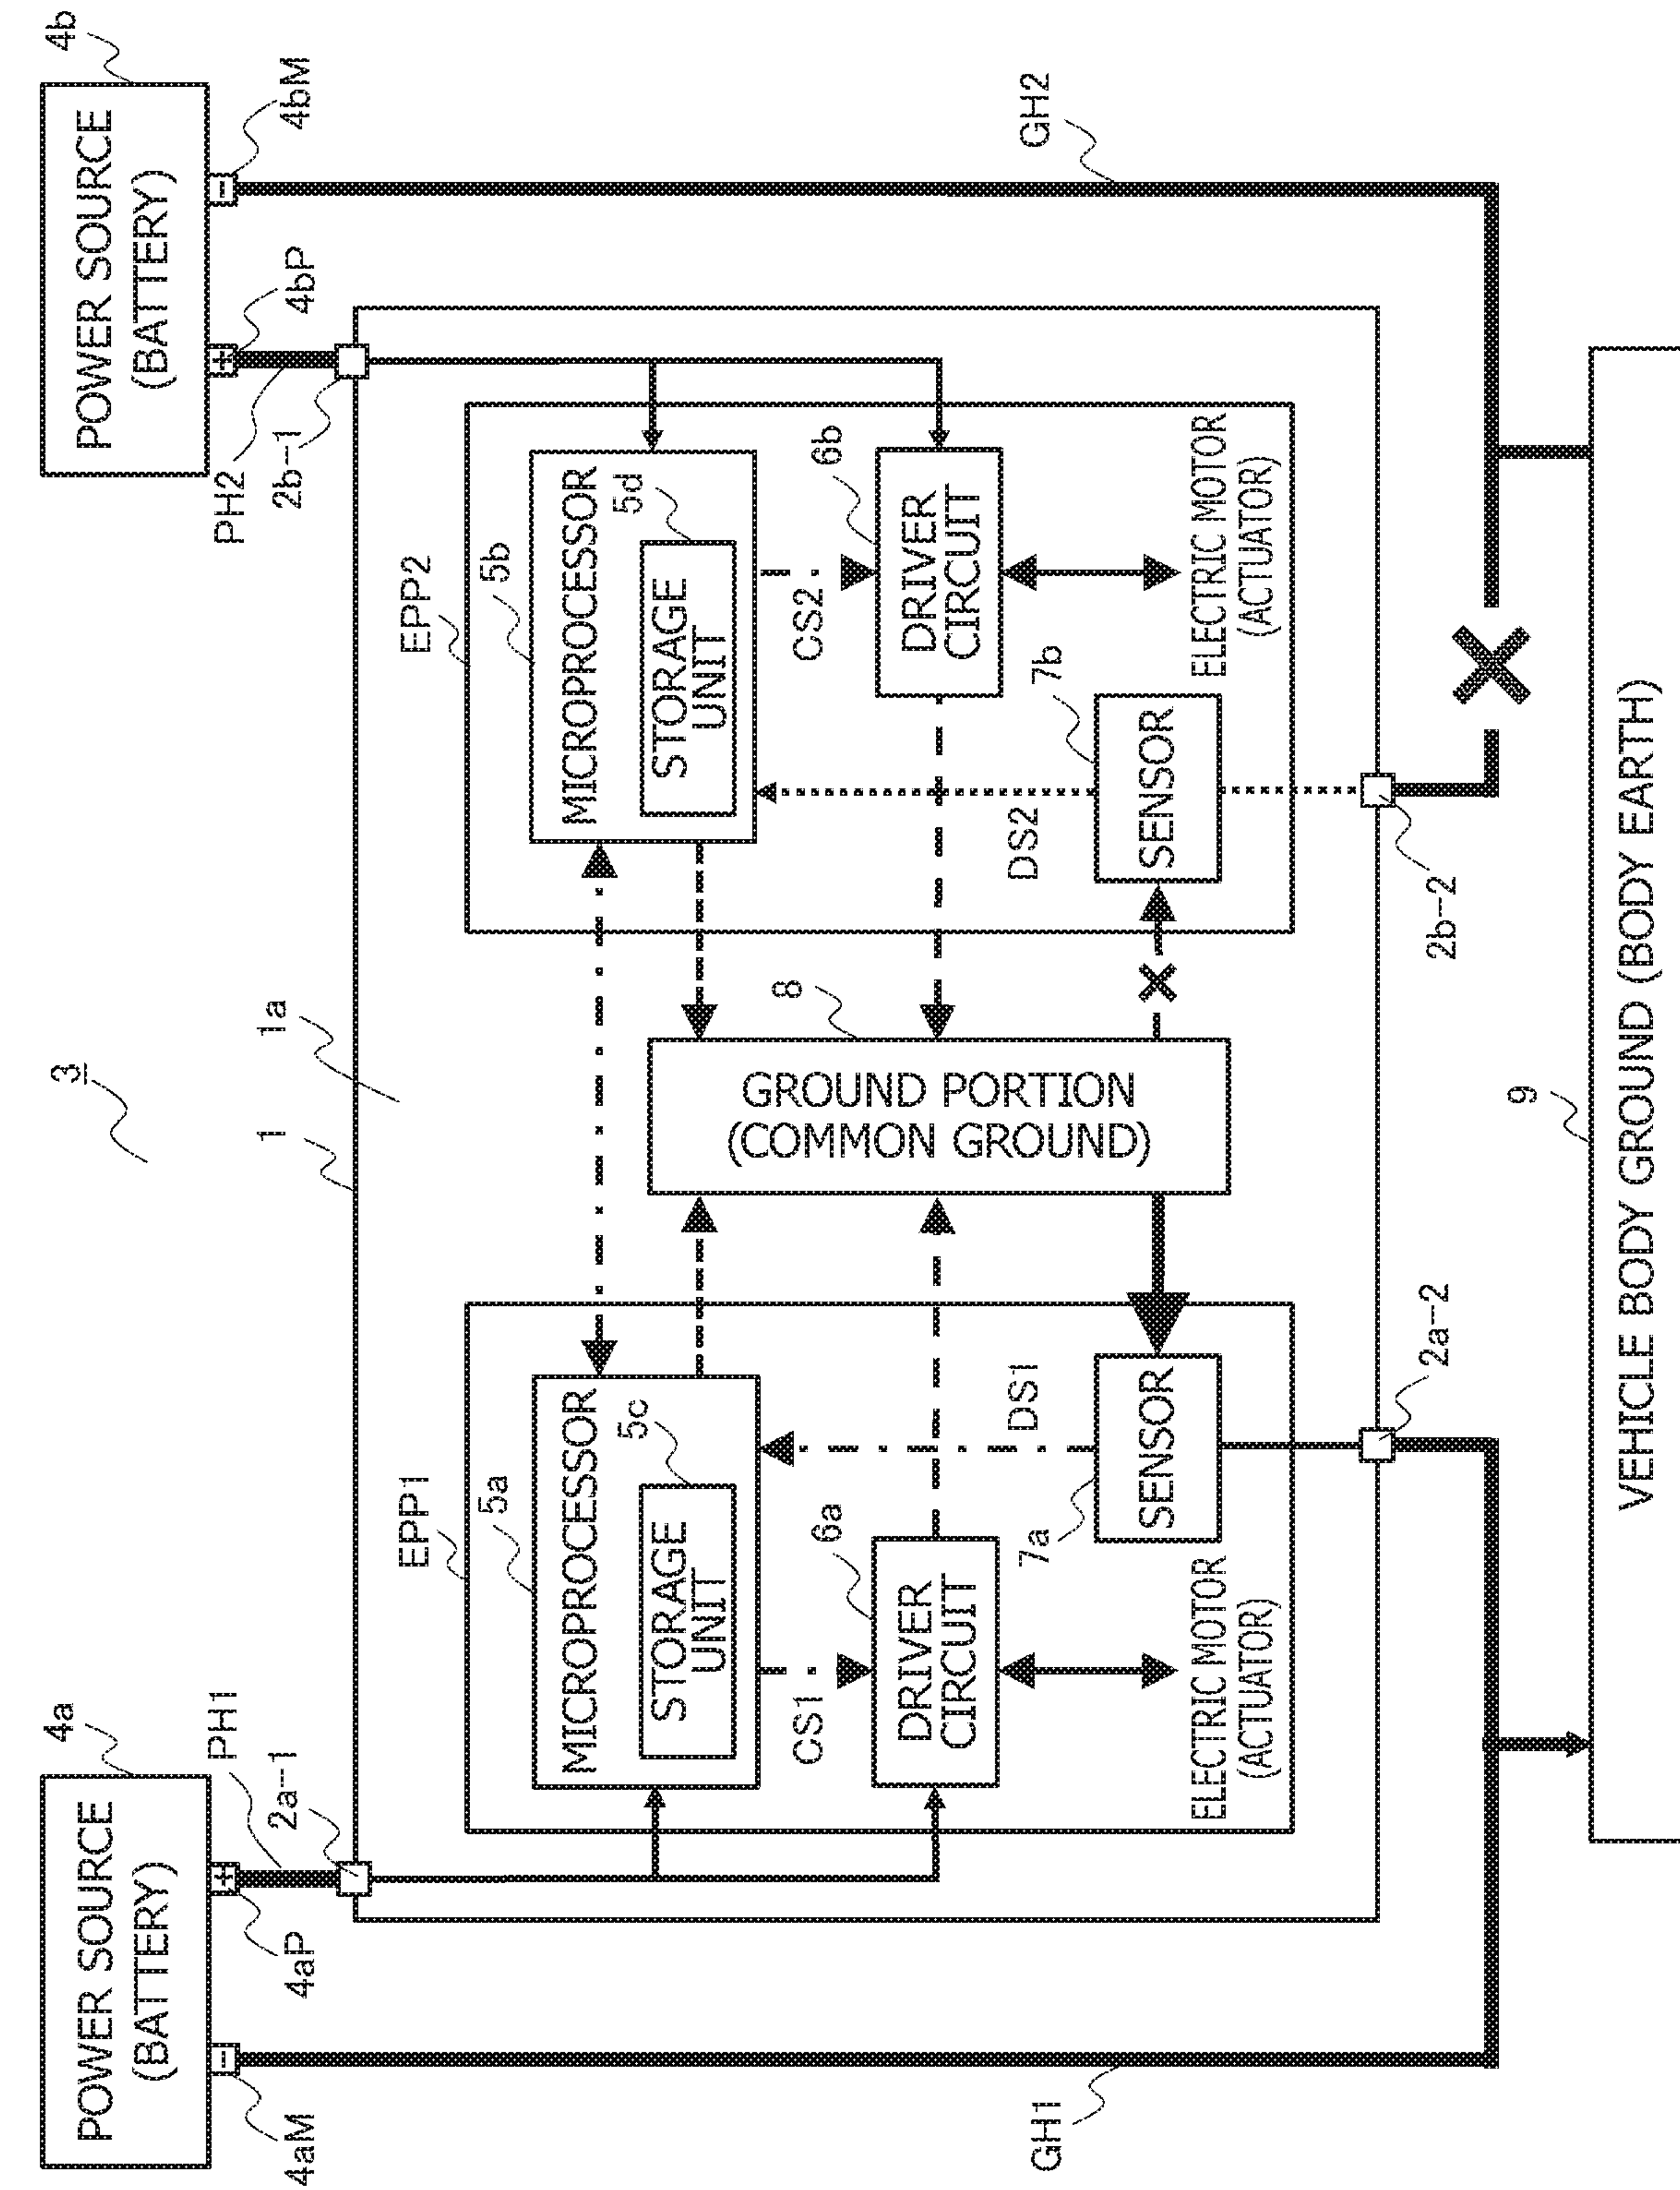 3
4a
POWER SOURCE
(BATTERY)
4aM
−
+
4aP
PH1
2a-1
4b
POWER SOURCE
(BATTERY)
+
−
4bP
4bM
PH2
2b-1
1
1a
EPP1
5a
MICROPROCESSOR
5c
STORAGE
UNIT
CS1
6a
DRIVER
CIRCUIT
DS1
7a
SENSOR
ELECTRIC MOTOR
(ACTUATOR)
8
GROUND PORTION
(COMMON GROUND)
EPP2
5b
MICROPROCESSOR
5d
STORAGE
UNIT
CS2
6b
DRIVER
CIRCUIT
DS2
7b
SENSOR
ELECTRIC MOTOR
(ACTUATOR)
GH1
2a-2
2b-2
GH2
9
VEHICLE BODY GROUND (BODY EARTH)